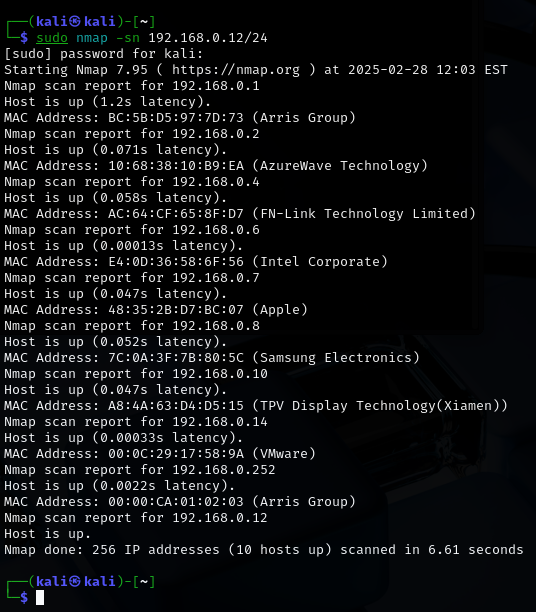 ┌──(kali㉿kali)-[~]
└─$ sudo nmap -sn 192.168.0.12/24
[sudo] password for kali:
Starting Nmap 7.95 ( https://nmap.org ) at 2025-02-28 12:03 EST
Nmap scan report for 192.168.0.1
Host is up (1.2s latency).
MAC Address: BC:5B:D5:97:7D:73 (Arris Group)
Nmap scan report for 192.168.0.2
Host is up (0.071s latency).
MAC Address: 10:68:38:10:B9:EA (AzureWave Technology)
Nmap scan report for 192.168.0.4
Host is up (0.058s latency).
MAC Address: AC:64:CF:65:8F:D7 (FN-Link Technology Limited)
Nmap scan report for 192.168.0.6
Host is up (0.00013s latency).
MAC Address: E4:0D:36:58:6F:56 (Intel Corporate)
Nmap scan report for 192.168.0.7
Host is up (0.047s latency).
MAC Address: 48:35:2B:D7:BC:07 (Apple)
Nmap scan report for 192.168.0.8
Host is up (0.052s latency).
MAC Address: 7C:0A:3F:7B:80:5C (Samsung Electronics)
Nmap scan report for 192.168.0.10
Host is up (0.047s latency).
MAC Address: A8:4A:63:D4:D5:15 (TPV Display Technology(Xiamen))
Nmap scan report for 192.168.0.14
Host is up (0.00033s latency).
MAC Address: 00:0C:29:17:58:9A (VMware)
Nmap scan report for 192.168.0.252
Host is up (0.0022s latency).
MAC Address: 00:00:CA:01:02:03 (Arris Group)
Nmap scan report for 192.168.0.12
Host is up.
Nmap done: 256 IP addresses (10 hosts up) scanned in 6.61 seconds
┌──(kali㉿kali)-[~]
└─$